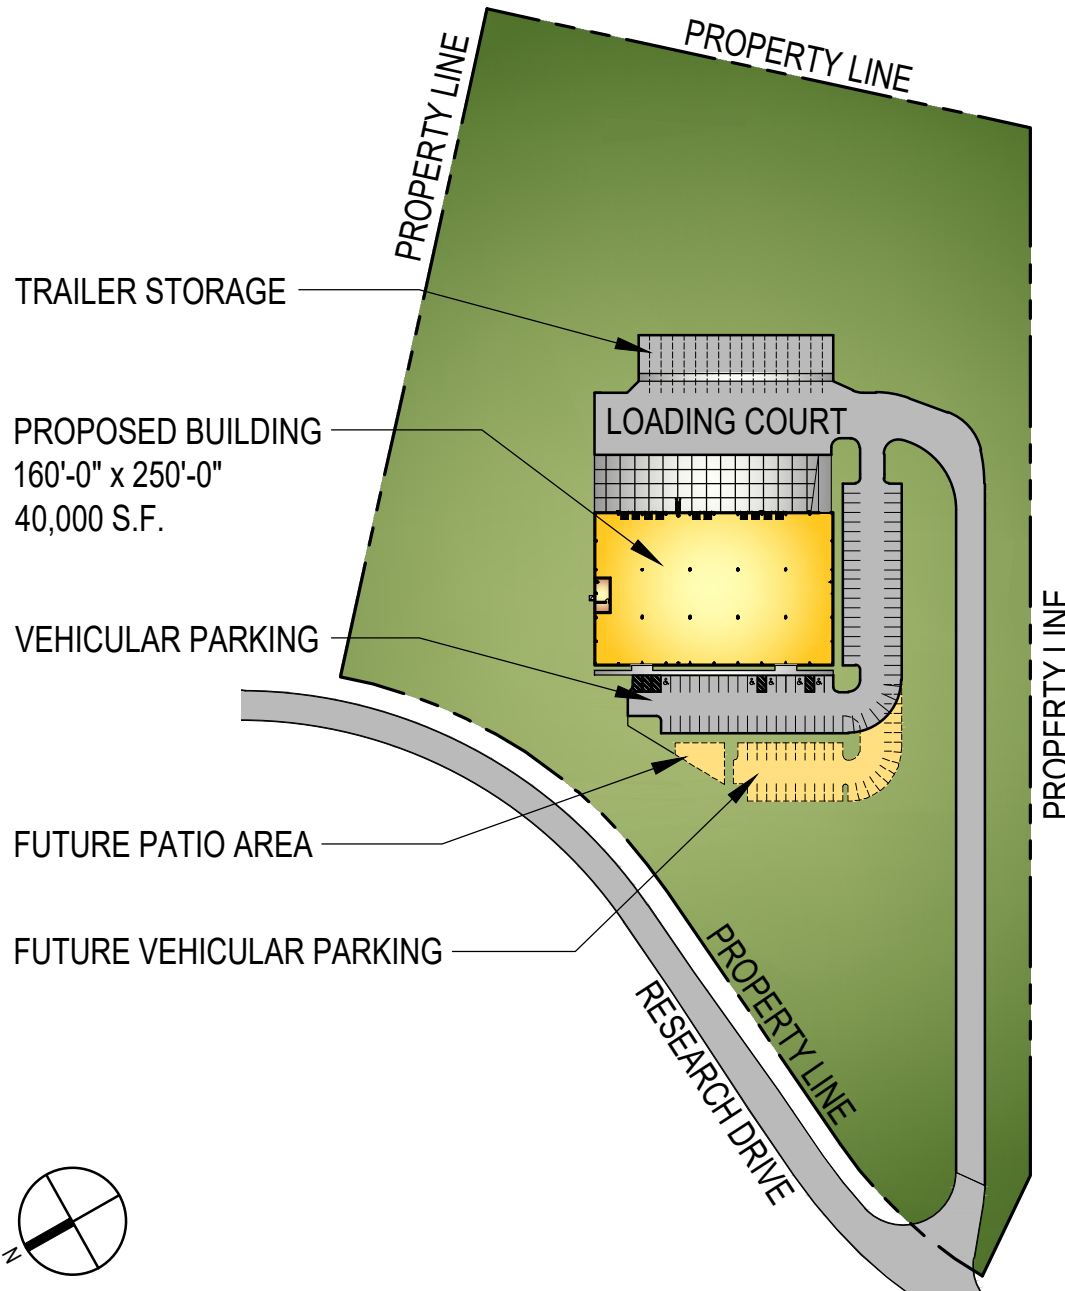 PROPERTY LINE
PROPERTY LINE
TRAILER STORAGE
PROPOSED BUILDING
160'-0" x 250'-0"
40,000 S.F.
LOADING COURT
VEHICULAR PARKING
PROPERTY LINE
FUTURE PATIO AREA
FUTURE VEHICULAR PARKING
PROPERTY LINE
RESEARCH DRIVE
N